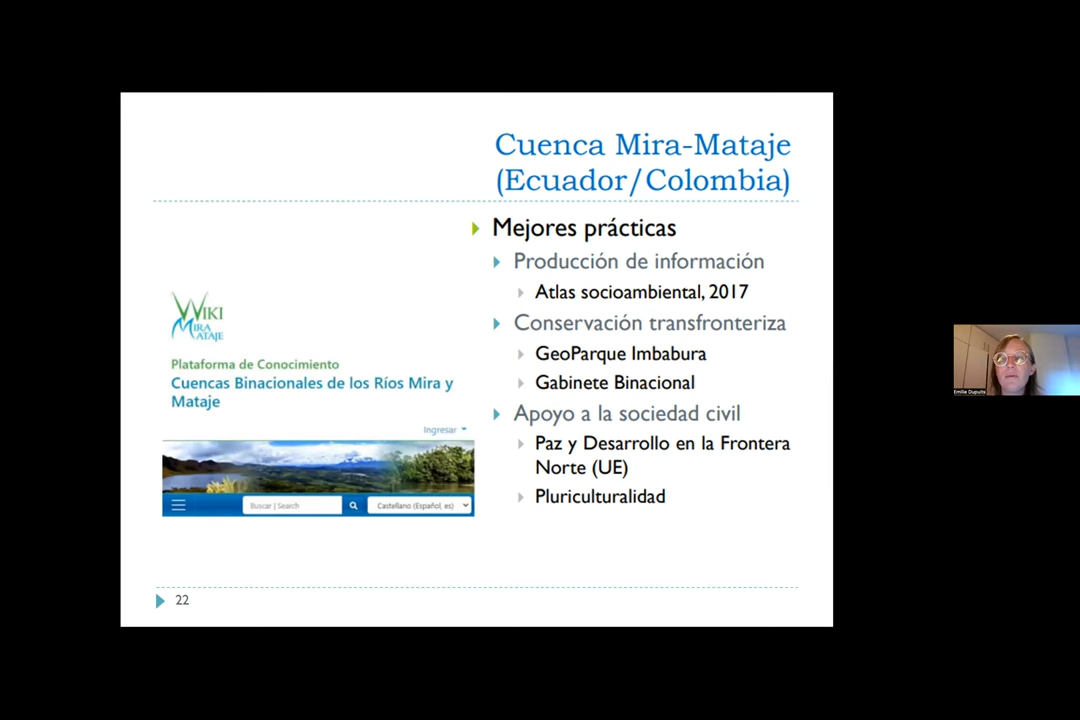 Cuenca Mira-Mataje
(Ecuador/Colombia)
Mejores prácticas
Producción de información
Atlas socioambiental, 2017
Conservación transfronteriza
GeoParque Imbabura
Gabinete Binacional
Apoyo a la sociedad civil
Paz y Desarrollo en la Frontera
Norte (UE)
Pluriculturalidad
WIKI
MIRA
MATAJE
Plataforma de Conocimiento
Cuencas Binacionales de los Ríos Mira y
Mataje
Ingresar
Buscar | Search
Castellano (Español, es)
22
Emilie Dupuits